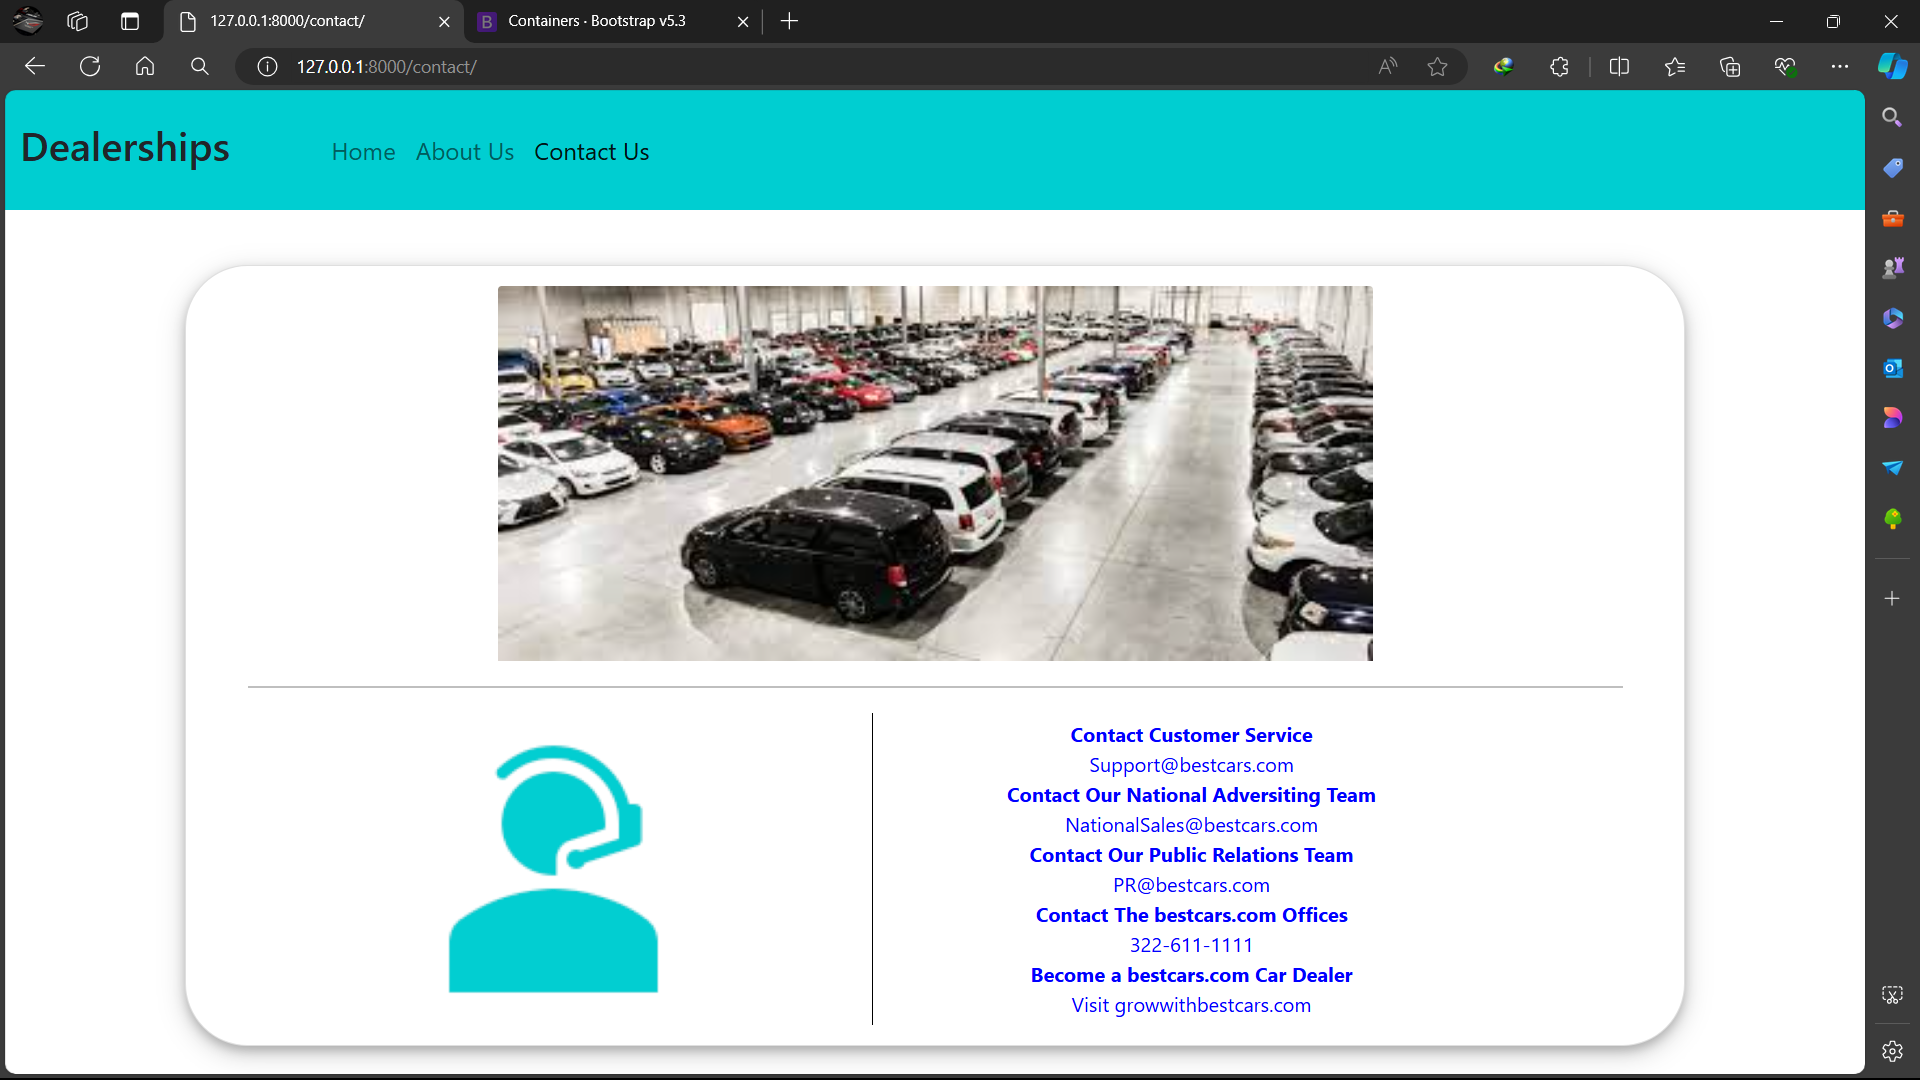 127.0.0.1:8000/contact/
Containers · Bootstrap v5.3
127.0.0.1:8000/contact/
Dealerships
Home About Us Contact Us
Contact Customer Service
Support@bestcars.com
Contact Our National Adversiting Team
NationalSales@bestcars.com
Contact Our Public Relations Team
PR@bestcars.com
Contact The bestcars.com Offices
322-611-1111
Become a bestcars.com Car Dealer
Visit growwithbestcars.com